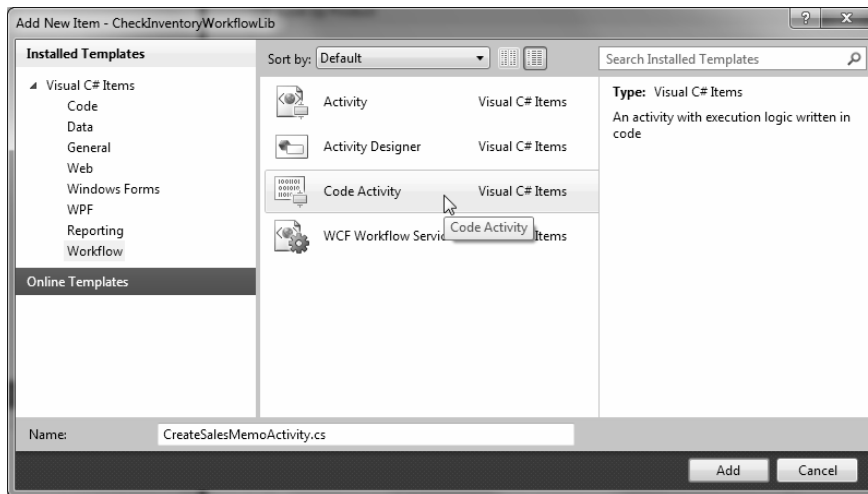 Add New Item - CheckInventoryWorkflowLib
Installed Templates
Visual C# Items
Code
Data
General
Web
Windows Forms
WPF
Reporting
Workflow
Online Templates
Sort by: Default
Activity Visual C# Items
Activity Designer Visual C# Items
Code Activity Visual C# Items
WCF Workflow Items
Code Activity
Search Installed Templates
Type: Visual C# Items
An activity with execution logic written in
code
Name: CreateSalesMemoActivity.cs
Add Cancel